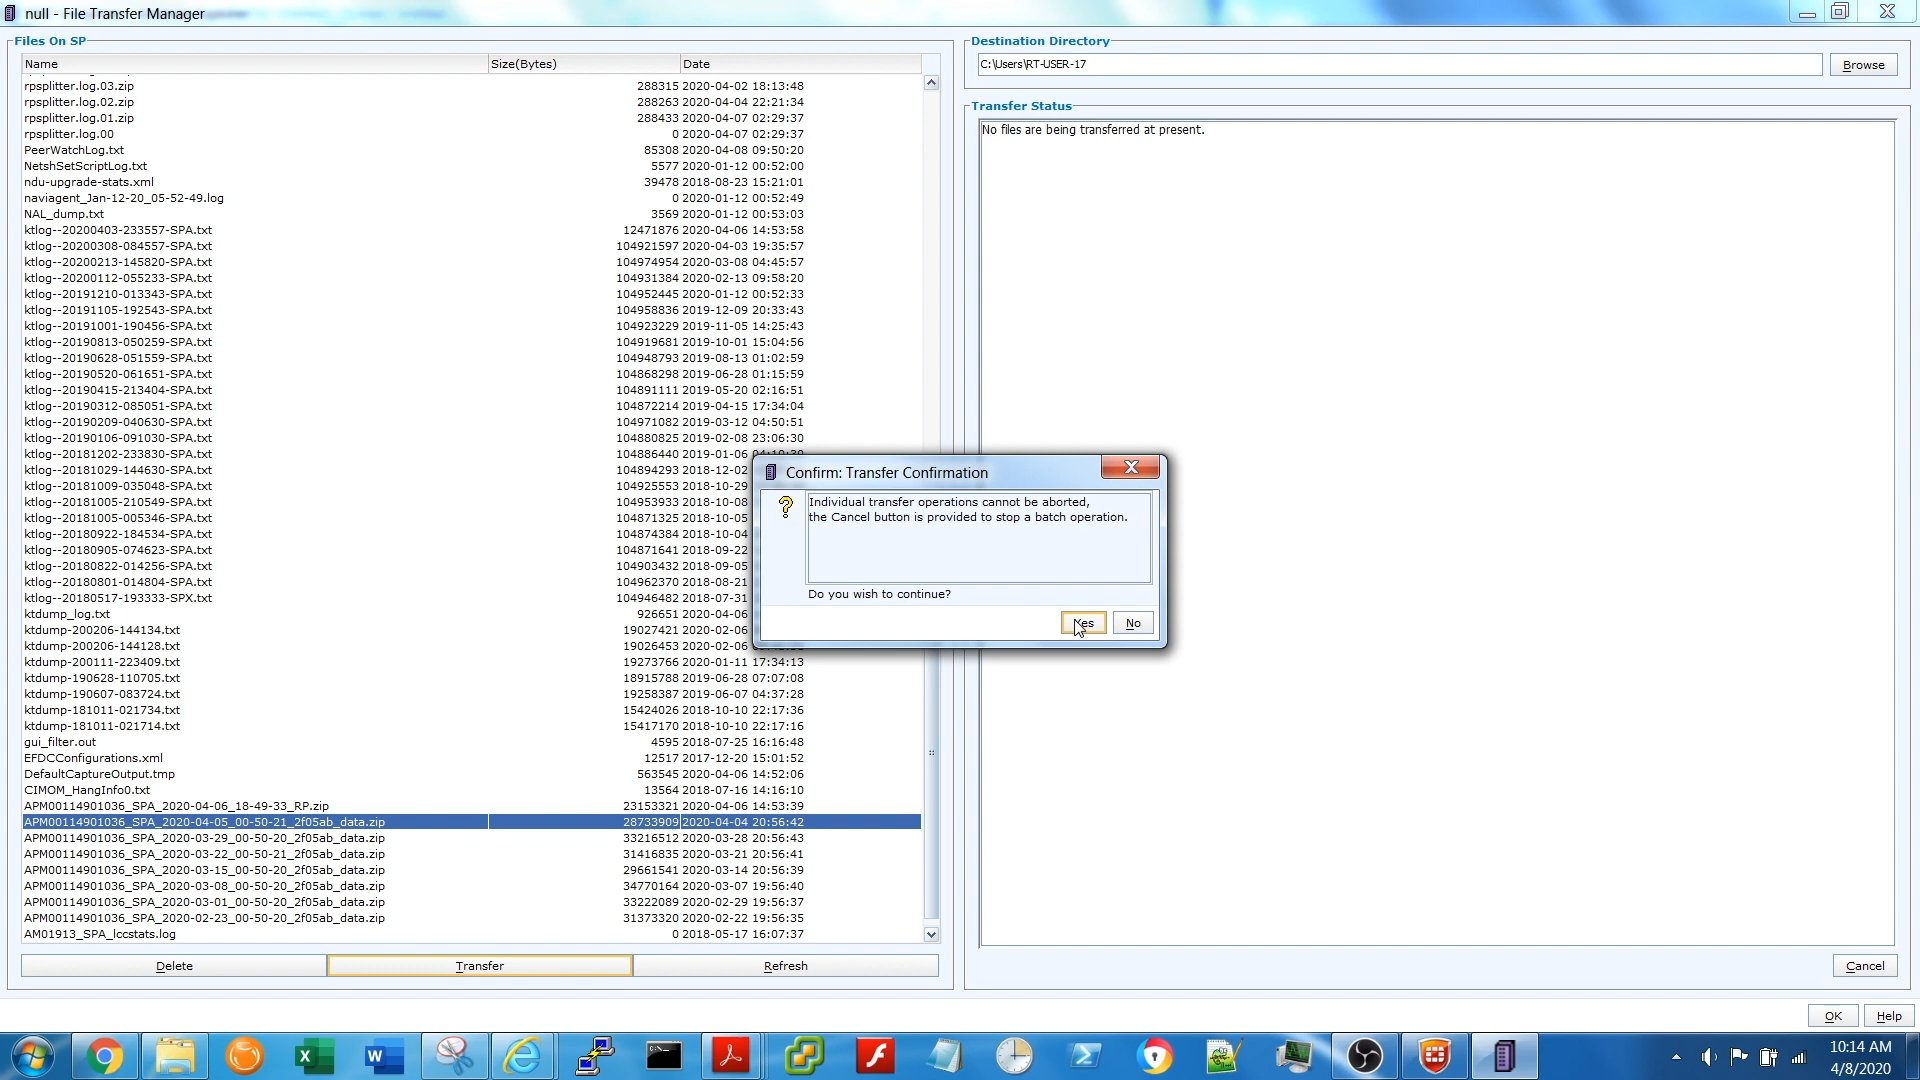 null - File Transfer Manager
Files On SP
Name Size(Bytes) Date
rpsplitter.log.03.zip 288315 2020-04-02 18:13:48
rpsplitter.log.02.zip 288263 2020-04-04 22:21:34
rpsplitter.log.01.zip 288433 2020-04-07 02:29:37
rpsplitter.log.00 0 2020-04-07 02:29:37
PeerWatchLog.txt 85308 2020-04-08 09:50:20
NetshSetScriptLog.txt 5577 2020-01-12 00:52:00
ndu-upgrade-stats.xml 39478 2018-08-23 15:21:01
naviagent_Jan-12-20_05-52-49.log 0 2020-01-12 00:52:49
NAL_dump.txt 3569 2020-01-12 00:53:03
ktlog--20200403-233557-SPA.txt 12471876 2020-04-06 14:53:58
ktlog--20200308-084557-SPA.txt 104921597 2020-04-03 19:35:57
ktlog--20200213-145820-SPA.txt 104974954 2020-03-08 04:45:57
ktlog--20200112-055233-SPA.txt 104931384 2020-02-13 09:58:20
ktlog--20191210-013343-SPA.txt 104952445 2020-01-12 00:52:33
ktlog--20191105-192543-SPA.txt 104958836 2019-12-09 20:33:43
ktlog--20191001-190456-SPA.txt 104923229 2019-11-05 14:25:43
ktlog--20190813-050259-SPA.txt 104919681 2019-10-01 15:04:56
ktlog--20190628-051559-SPA.txt 104948793 2019-08-13 01:02:59
ktlog--20190520-061651-SPA.txt 104868298 2019-06-28 01:15:59
ktlog--20190415-213404-SPA.txt 104891111 2019-05-20 02:16:51
ktlog--20190312-085051-SPA.txt 104872214 2019-04-15 17:34:04
ktlog--20190209-040630-SPA.txt 104971082 2019-03-12 04:50:51
ktlog--20190106-091030-SPA.txt 104880825 2019-02-08 23:06:30
ktlog--20181202-233830-SPA.txt 104886440 2019-01-06
ktlog--20181029-144630-SPA.txt 104894293 2018-12-02
ktlog--20181009-035048-SPA.txt 104925553 2018-10-29
ktlog--20181005-210549-SPA.txt 104953933 2018-10-08
ktlog--20181005-005346-SPA.txt 104871325 2018-10-05
ktlog--20180922-184534-SPA.txt 104874384 2018-10-04
ktlog--20180905-074623-SPA.txt 104871641 2018-09-22
ktlog--20180822-014256-SPA.txt 104903432 2018-09-05
ktlog--20180801-014804-SPA.txt 104962370 2018-08-21
ktlog--20180517-193333-SPX.txt 104946482 2018-07-31
ktdump_log.txt 926651 2020-04-06
ktdump-200206-144134.txt 19027421 2020-02-06
ktdump-200206-144128.txt 19026453 2020-02-06
ktdump-200111-223409.txt 19273766 2020-01-11 17:34:13
ktdump-190628-110705.txt 18915788 2019-06-28 07:07:08
ktdump-190607-083724.txt 19258387 2019-06-07 04:37:28
ktdump-181011-021734.txt 15424026 2018-10-10 22:17:36
ktdump-181011-021714.txt 15417170 2018-10-10 22:17:16
gui_filter.out 4595 2018-07-25 16:16:48
EFDCConfigurations.xml 12517 2017-12-20 15:01:52
DefaultCaptureOutput.tmp 563545 2020-04-06 14:52:06
CIMOM_HangInfo0.txt 13564 2018-07-16 14:16:10
APM00114901036_SPA_2020-04-06_18-49-33_RP.zip 23153321 2020-04-06 14:53:39
APM00114901036_SPA_2020-04-05_00-50-21_2f05ab_data.zip 28733909 2020-04-04 20:56:42
APM00114901036_SPA_2020-03-29_00-50-20_2f05ab_data.zip 33216512 2020-03-28 20:56:43
APM00114901036_SPA_2020-03-22_00-50-21_2f05ab_data.zip 31416835 2020-03-21 20:56:41
APM00114901036_SPA_2020-03-15_00-50-20_2f05ab_data.zip 29661541 2020-03-14 20:56:39
APM00114901036_SPA_2020-03-08_00-50-20_2f05ab_data.zip 34770164 2020-03-07 19:56:40
APM00114901036_SPA_2020-03-01_00-50-20_2f05ab_data.zip 33222089 2020-02-29 19:56:37
APM00114901036_SPA_2020-02-23_00-50-20_2f05ab_data.zip 31373320 2020-02-22 19:56:35
AM01913_SPA_lccstats.log 0 2018-05-17 16:07:37
Delete Transfer Refresh
Destination Directory
C:\Users\RT-USER-17 Browse
Transfer Status
No files are being transferred at present.
Cancel
Confirm: Transfer Confirmation
Individual transfer operations cannot be aborted,
the Cancel button is provided to stop a batch operation.
Do you wish to continue?
Yes No
OK Help
10:14 AM
4/8/2020